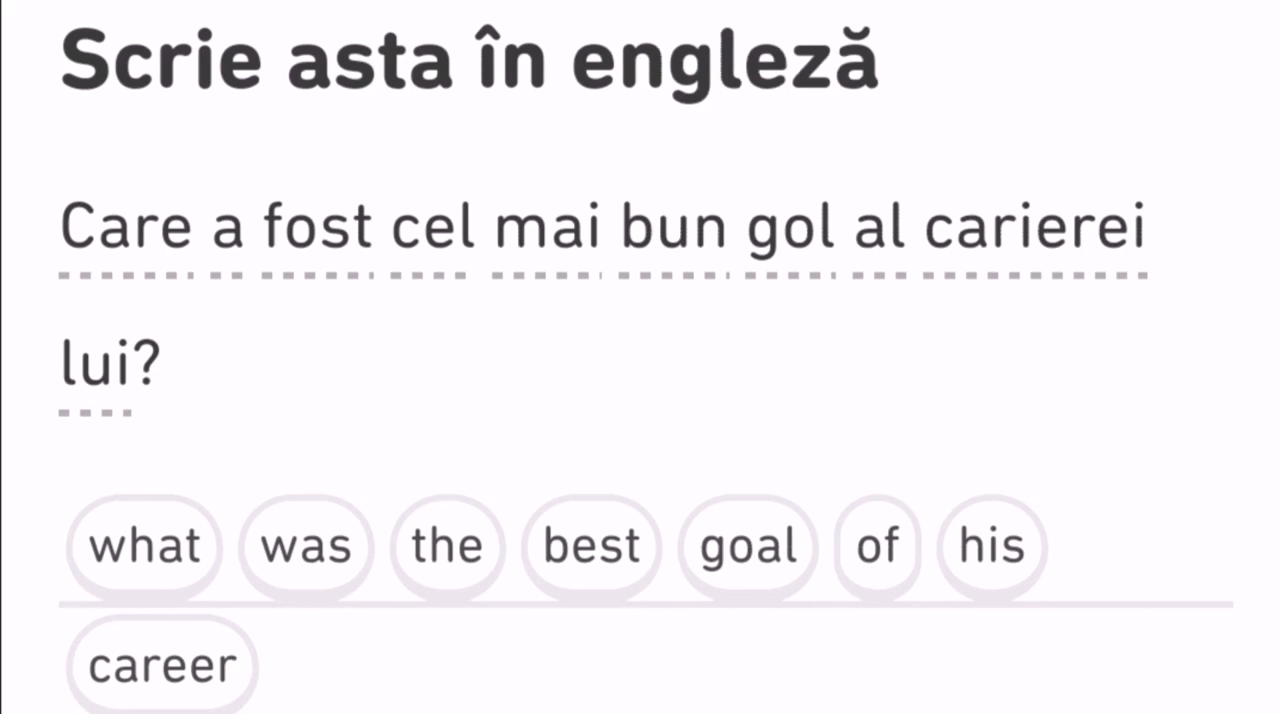 Scrie asta în engleză
Care a fost cel mai bun gol al carierei
lui?
what was the best goal of his
career